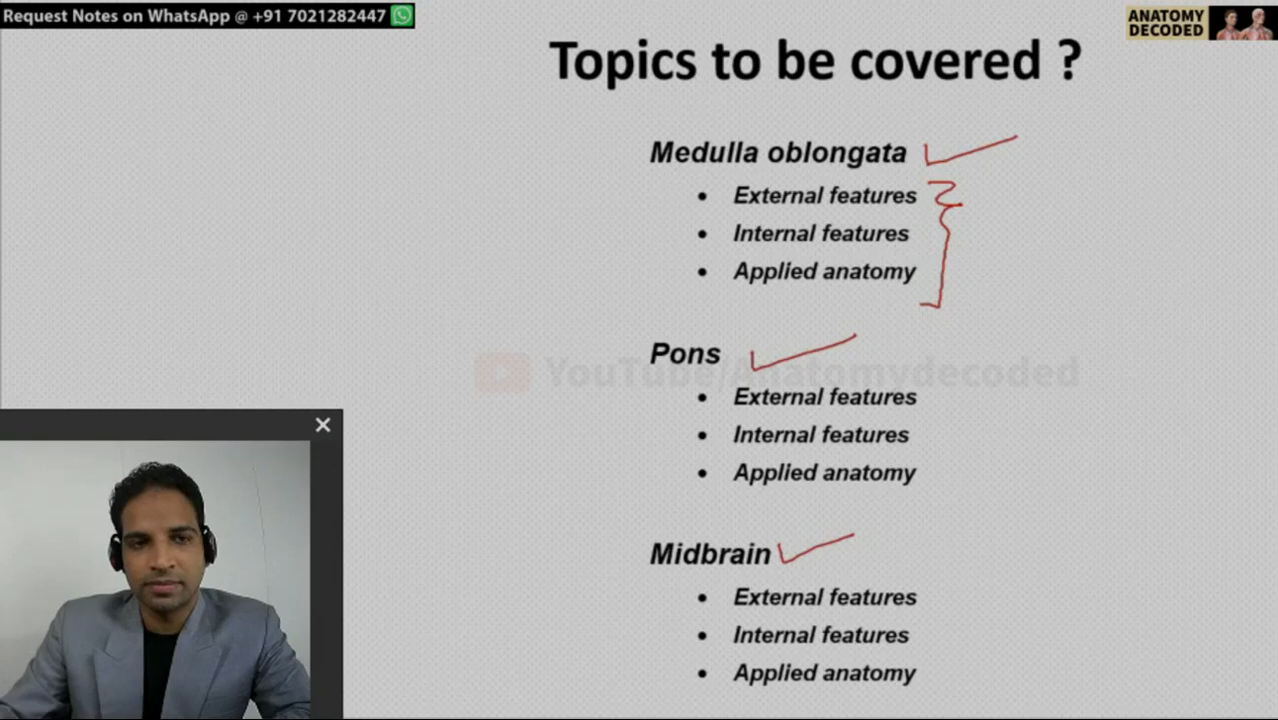 Request Notes on WhatsApp @ +91 7021282447
ANATOMY
DECODED
Topics to be covered ?
Medulla oblongata
• External features
• Internal features
• Applied anatomy
Pons
YouTube/Anatomydecoded
• External features
• Internal features
• Applied anatomy
Midbrain
• External features
• Internal features
• Applied anatomy